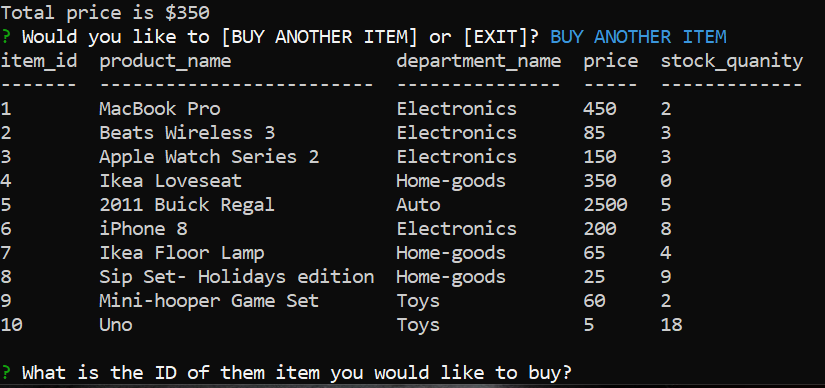 Total price is $350
? Would you like to [BUY ANOTHER ITEM] or [EXIT]? BUY ANOTHER ITEM
item_id  product_name               department_name  price  stock_quanity
-------  -------------------------  ---------------  -----  -------------
1        MacBook Pro                Electronics      450    2
2        Beats Wireless 3           Electronics      85     3
3        Apple Watch Series 2       Electronics      150    3
4        Ikea Loveseat              Home-goods       350    0
5        2011 Buick Regal           Auto             2500   5
6        iPhone 8                   Electronics      200    8
7        Ikea Floor Lamp            Home-goods       65     4
8        Sip Set- Holidays edition  Home-goods       25     9
9        Mini-hooper Game Set       Toys             60     2
10       Uno                        Toys             5      18
? What is the ID of them item you would like to buy?